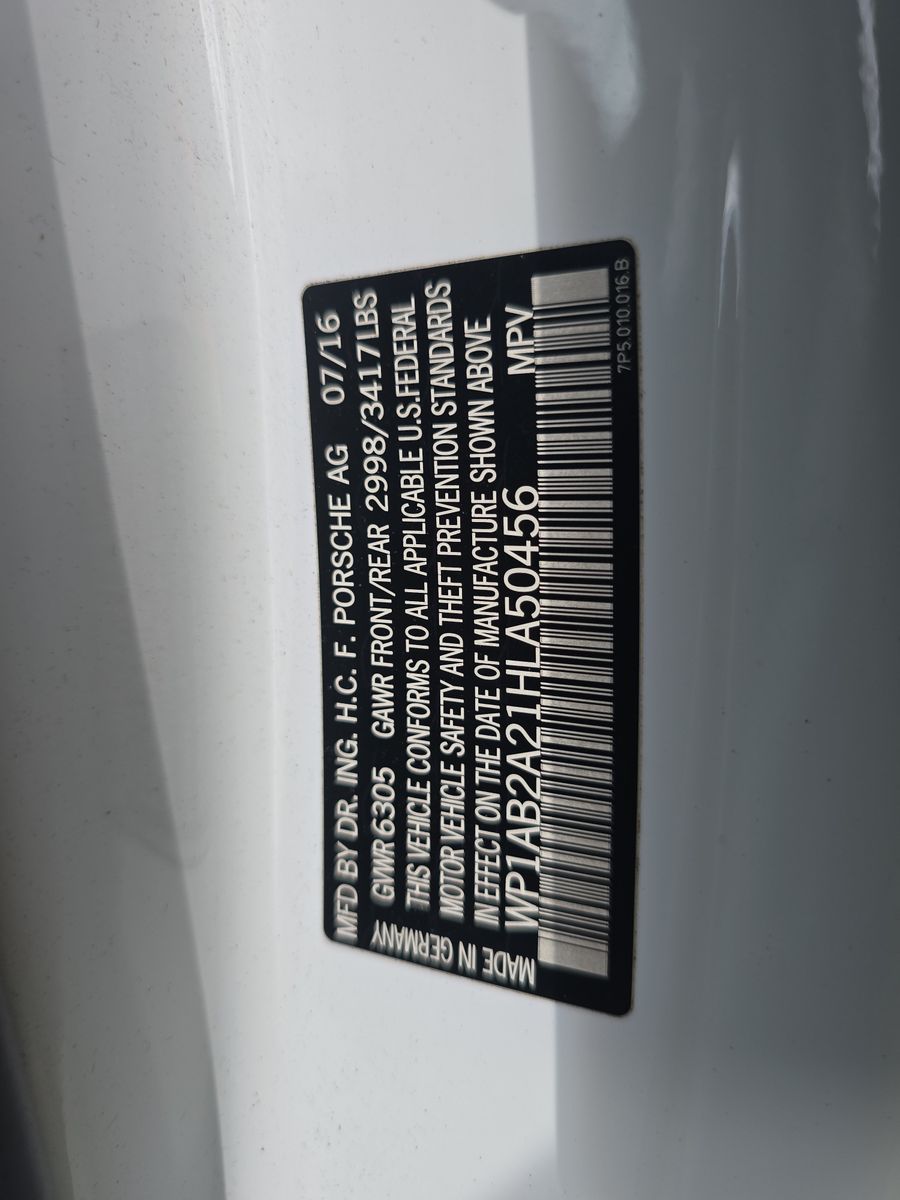 MFD BY DR. ING. H.C. F. PORSCHE AG 07/16
GVWR 6305 GAWR FRONT/REAR 2998/3417LBS
THIS VEHICLE CONFORMS TO ALL APPLICABLE U.S.FEDERAL
MOTOR VEHICLE SAFETY AND THEFT PREVENTION STANDARDS
IN EFFECT ON THE DATE OF MANUFACTURE SHOWN ABOVE.
WP1AB2A21HLA50456 MPV
MADE IN GERMANY
7P5.010.016.B